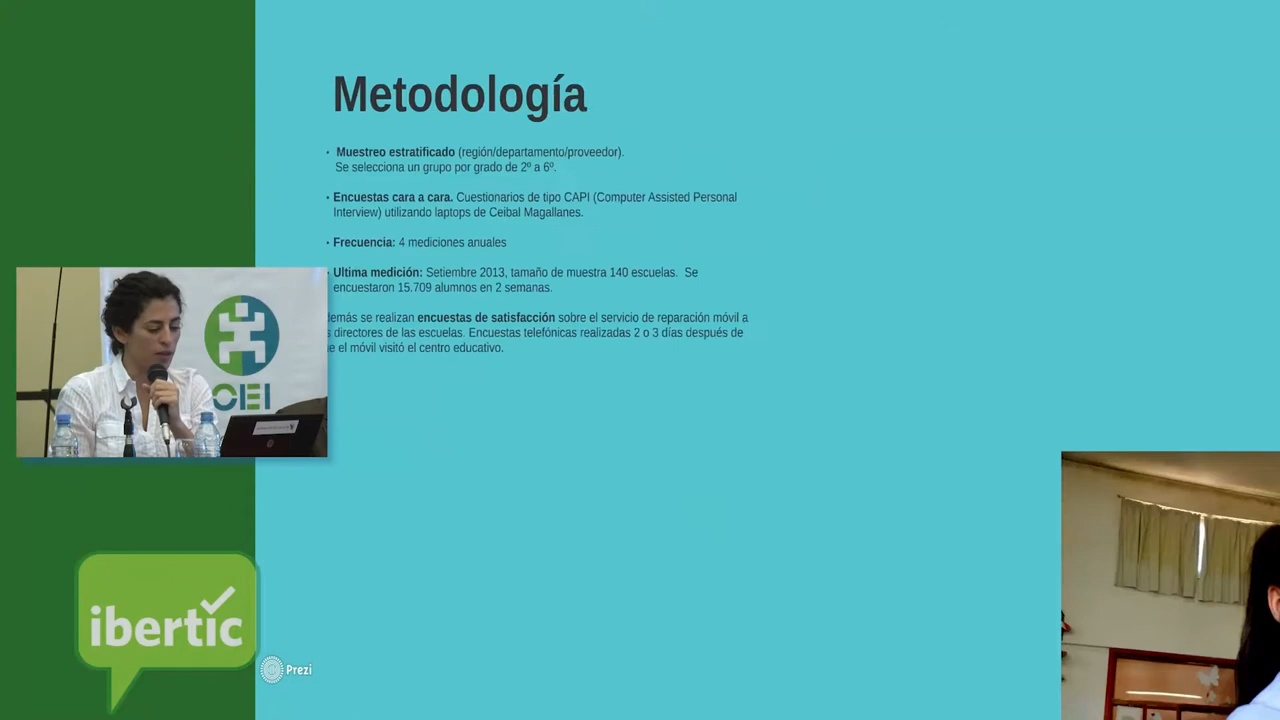 Metodología
• Muestreo estratificado (región/departamento/proveedor).
Se selecciona un grupo por grado de 2º a 6º.
• Encuestas cara a cara. Cuestionarios de tipo CAPI (Computer Assisted Personal
Interview) utilizando laptops de Ceibal Magallanes.
• Frecuencia: 4 mediciones anuales
Ultima medición: Setiembre 2013, tamaño de muestra 140 escuelas. Se
encuestaron 15.709 alumnos en 2 semanas.
demás se realizan encuestas de satisfacción sobre el servicio de reparación móvil a
s directores de las escuelas. Encuestas telefónicas realizadas 2 o 3 días después de
e el móvil visitó el centro educativo.
OEI
ibertic
Prezi